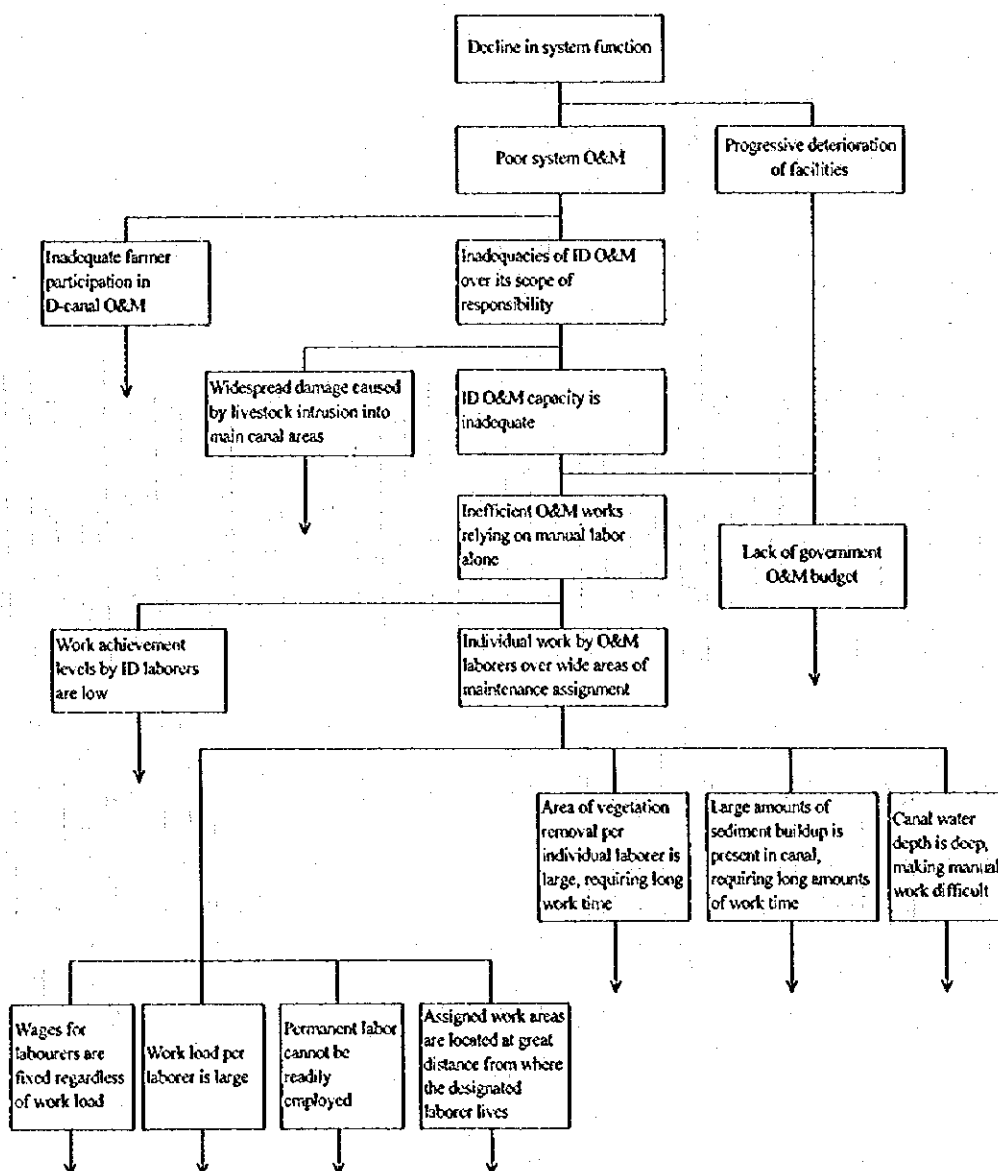 Decline in system function
Poor system O&M
Progressive deterioration
of facilities
Inadequate farmer
participation in
D-canal O&M
Inadequacies of ID O&M
over its scope of
responsibility
Widespread damage caused
by livestock intrusion into
main canal areas
ID O&M capacity is
inadequate
Inefficient O&M works
relying on manual labor
alone
Lack of government
O&M budget
Work achievement
levels by ID laborers
are low
Individual work by O&M
laborers over wide areas of
maintenance assignment
Area of vegetation
removal per
individual laborer is
large, requiring long
work time
Large amounts of
sediment buildup is
present in canal,
requiring long amounts
of work time
Canal water
depth is deep,
making manual
work difficult
Wages for
labourers are
fixed regardless
of work load
Work load per
laborer is large
Permanent labor
cannot be
readily
employed
Assigned work areas
are located at great
distance from where
the designated
laborer lives